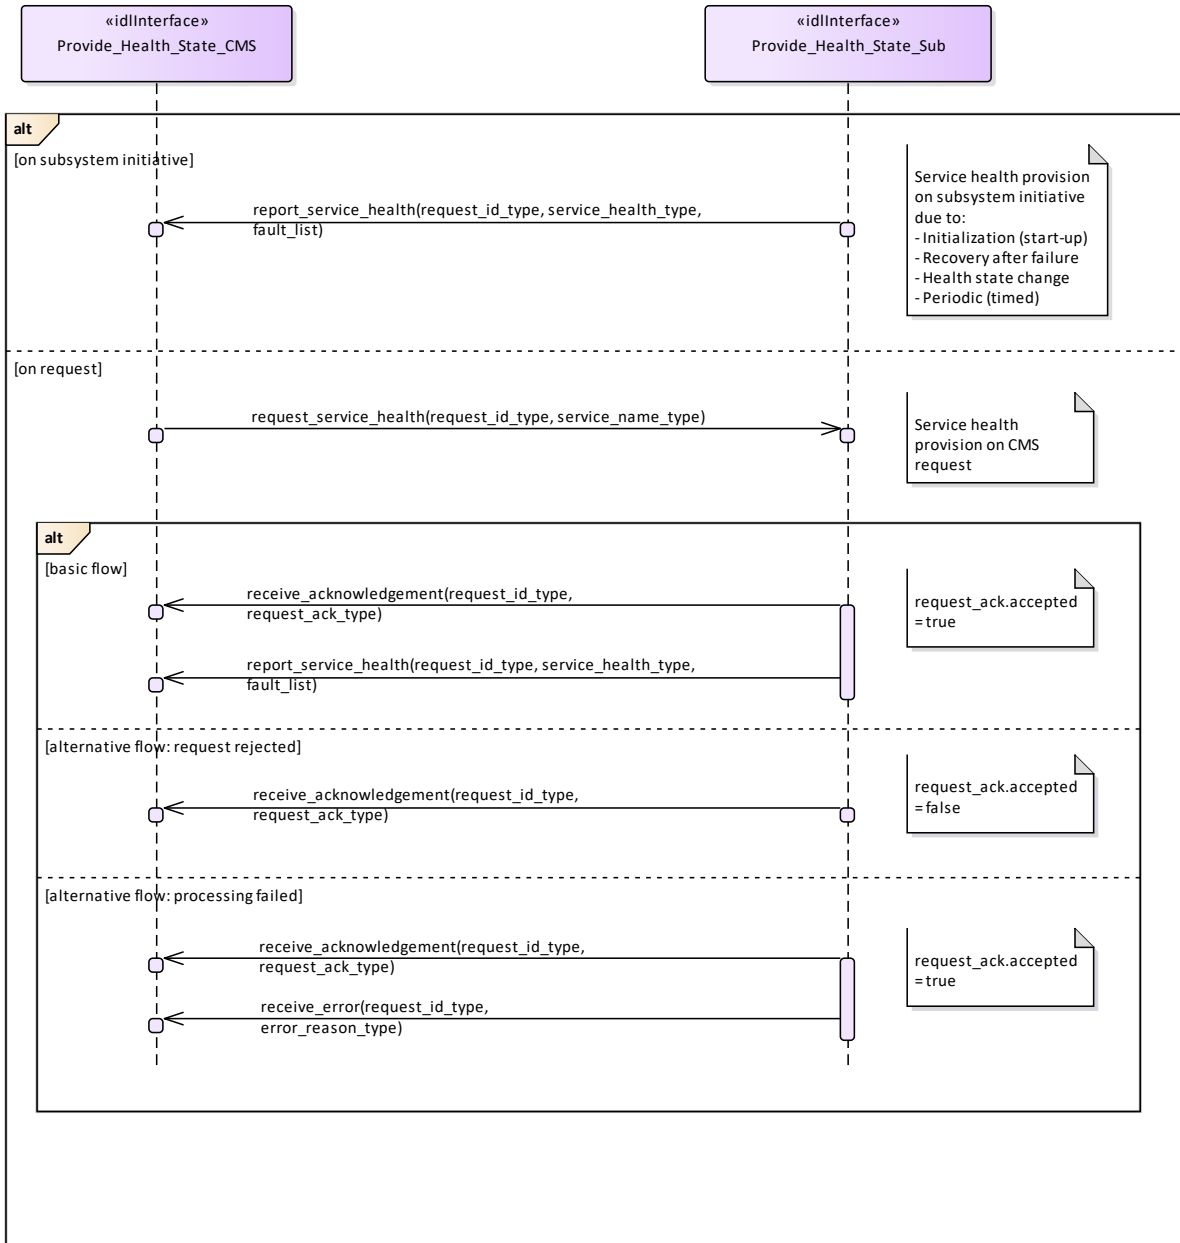 «idlInterface»
Provide_Health_State_CMS
«idlInterface»
Provide_Health_State_Sub
alt
[on subsystem initiative]
Service health provision
on subsystem initiative
due to:
- Initialization (start-up)
- Recovery after failure
- Health state change
- Periodic (timed)
report_service_health(request_id_type, service_health_type,
fault_list)
[on request]
request_service_health(request_id_type, service_name_type)
Service health
provision on CMS
request
alt
[basic flow]
receive_acknowledgement(request_id_type,
request_ack_type)
request_ack.accepted
= true
report_service_health(request_id_type, service_health_type,
fault_list)
[alternative flow: request rejected]
receive_acknowledgement(request_id_type,
request_ack_type)
request_ack.accepted
= false
[alternative flow: processing failed]
receive_acknowledgement(request_id_type,
request_ack_type)
request_ack.accepted
= true
receive_error(request_id_type,
error_reason_type)